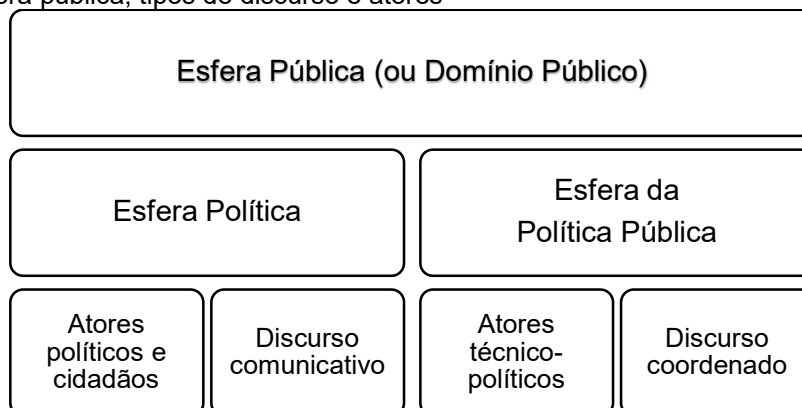 pública, tipos de discurso e atores
Esfera Pública (ou Domínio Público)
Esfera Política
Esfera da
Política Pública
Atores
políticos e
cidadãos
Discurso
comunicativo
Atores
técnico-
políticos
Discurso
coordenado